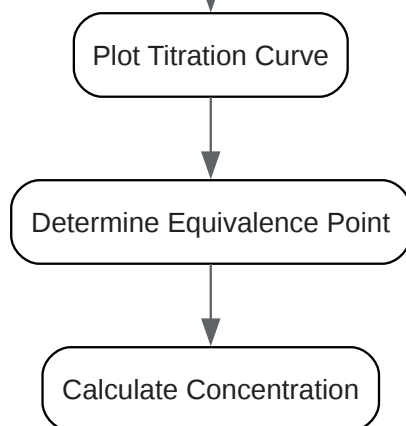 Plot Titration Curve
Determine Equivalence Point
Calculate Concentration